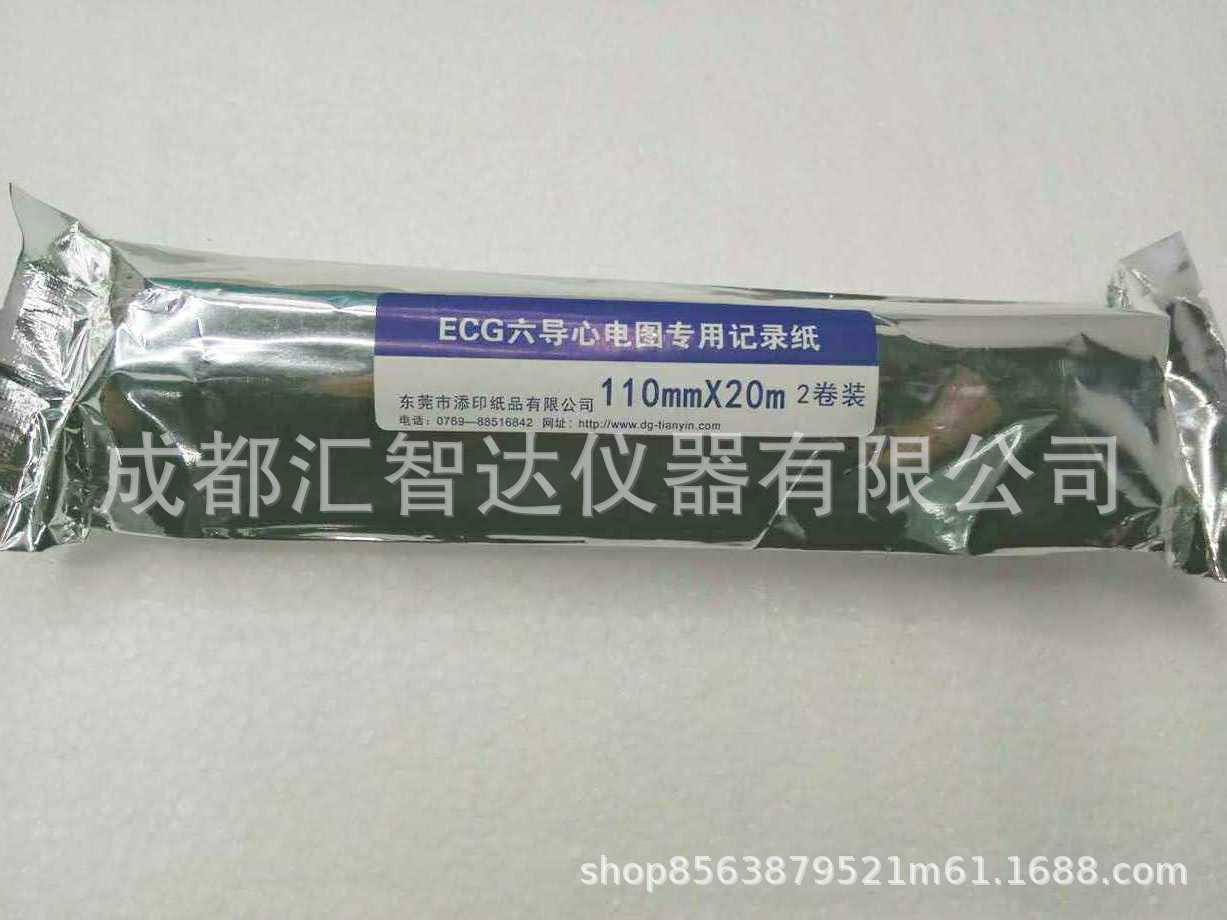 ECG六导心电图专用记录纸
东莞市添印纸品有限公司 110mmX20m 2卷装
电话：0769—88516842 网址：http://www.dg-tianyin.com
成都汇智达仪器有限公司
shop8563879521m61.1688.com